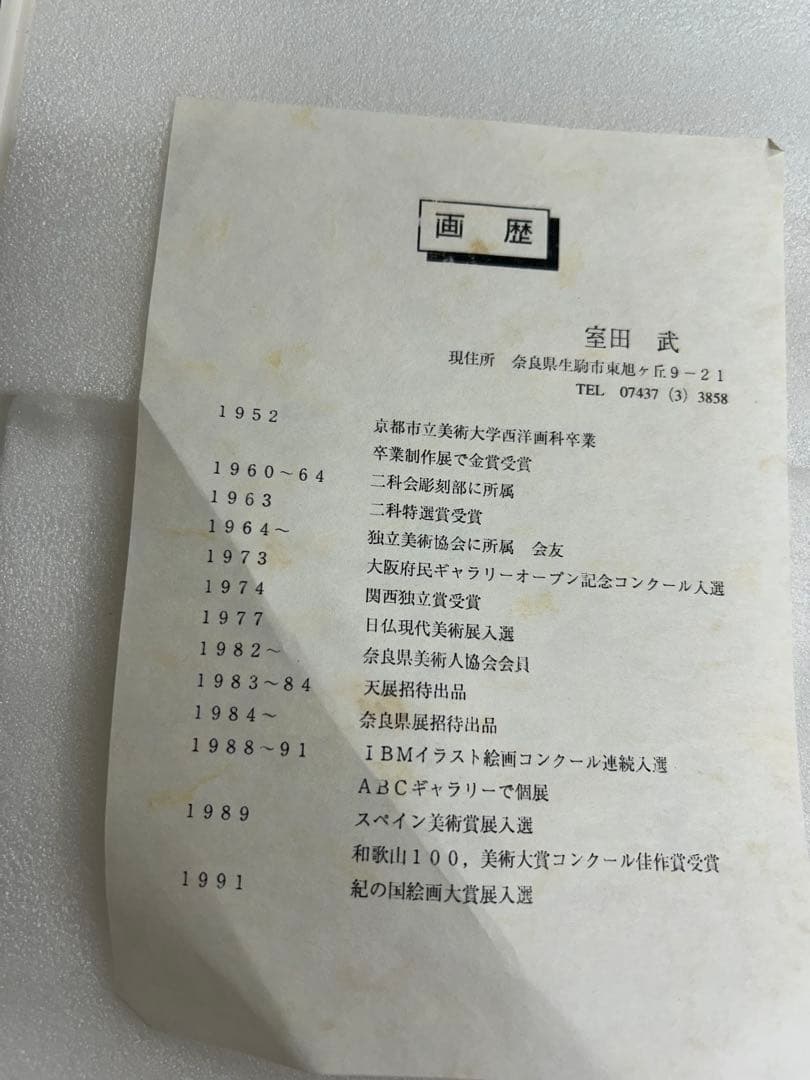 画歴
室田 武
現住所 奈良県生駒市東旭ヶ丘9-21
TEL 07437 (3) 3858
1952 京都市立美術大学西洋画科卒業
卒業制作展で金賞受賞
1960~64 二科会彫刻部に所属
1963 二科特選賞受賞
1964~ 独立美術協会に所属 会友
1973 大阪府民ギャラリーオープン記念コンクール入選
1974 関西独立賞受賞
1977 日仏現代美術展入選
1982~ 奈良県美術人協会会員
1983~84 天展招待出品
1984~ 奈良県展招待出品
1988~91 IBMイラスト絵画コンクール連続入選
ABCギャラリーで個展
1989 スペイン美術賞展入選
和歌山100,美術大賞コンクール佳作賞受賞
1991 紀の国絵画大賞展入選